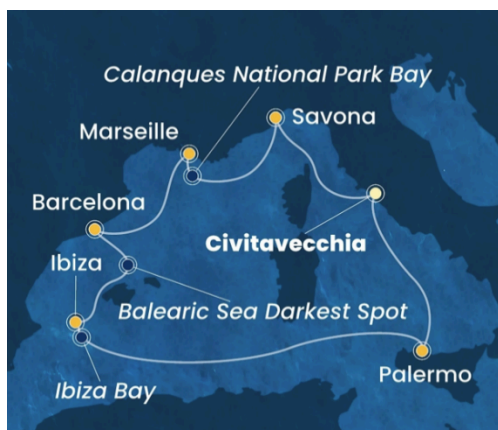 Calanques National Park Bay
Savona
Marseille
Barcelona
Civitavecchia
Ibiza
Balearic Sea Darkest Spot
Palermo
Ibiza Bay